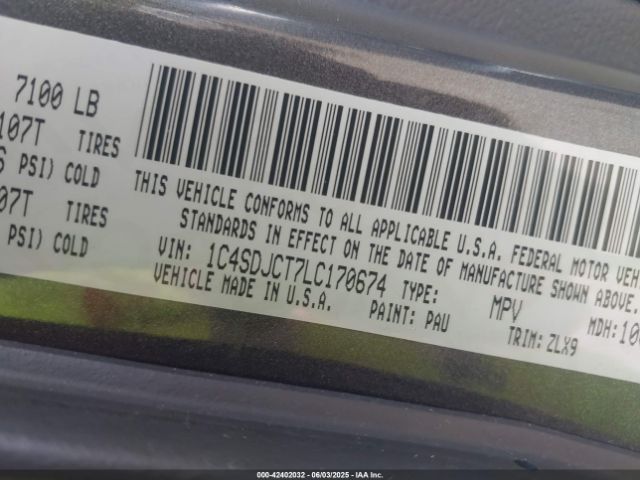 7100 LB
107T TIRES
PSI) COLD
07T TIRES
PSI) COLD
THIS VEHICLE CONFORMS TO ALL APPLICABLE U.S.A. FEDERAL MOTOR VEH
STANDARDS IN EFFECT ON THE DATE OF MANUFACTURE SHOWN ABOVE.
VIN: 1C4SDJCT7LC170674 TYPE: MPV MDH:10
VEHICLE MADE IN U.S.A. PAINT: PAU TRIM: ZLX9
000-42402032 - 06/03/2025 - IAA Inc.